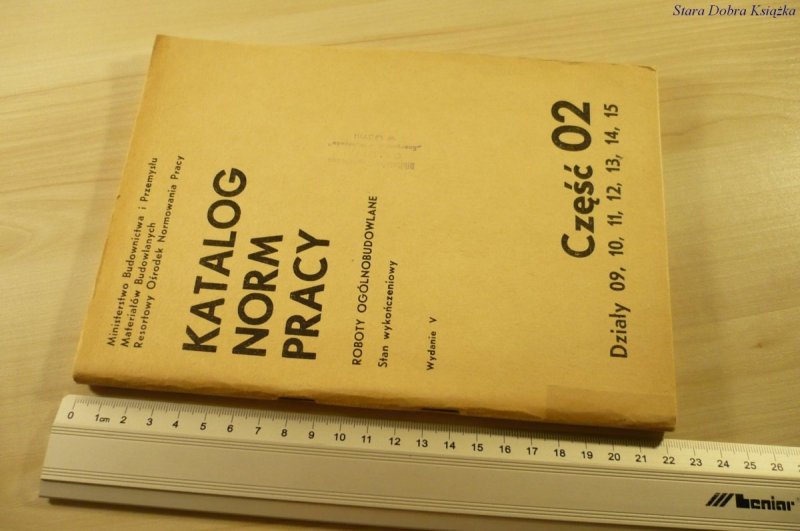 Stara Dobra Książka
Ministerstwo Budownictwa i Przemysłu
Materiałów Budowlanych
Resortowy Ośrodek Normowania Pracy
KATALOG
NORM
PRACY
ROBOTY OGÓLNOBUDOWLANE
Stan wykończeniowy
Wydanie V
Część 02
Działy 09, 10, 11, 12, 13, 14, 15
0 1cm 2 3 4 5 6 7 8 9 10 11 12 13 14 15 16 17 18 19 20 21 22 23 24 25 26
leniar